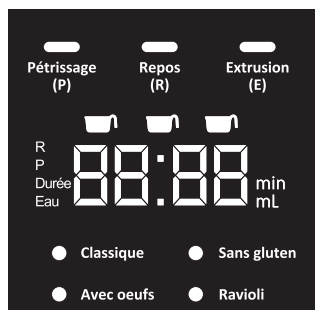 Pétrissage Repos Extrusion
(P) (R) (E)
R
P
Durée 88:88 min
Eau mL
Classique Sans gluten
Avec oeufs Ravioli